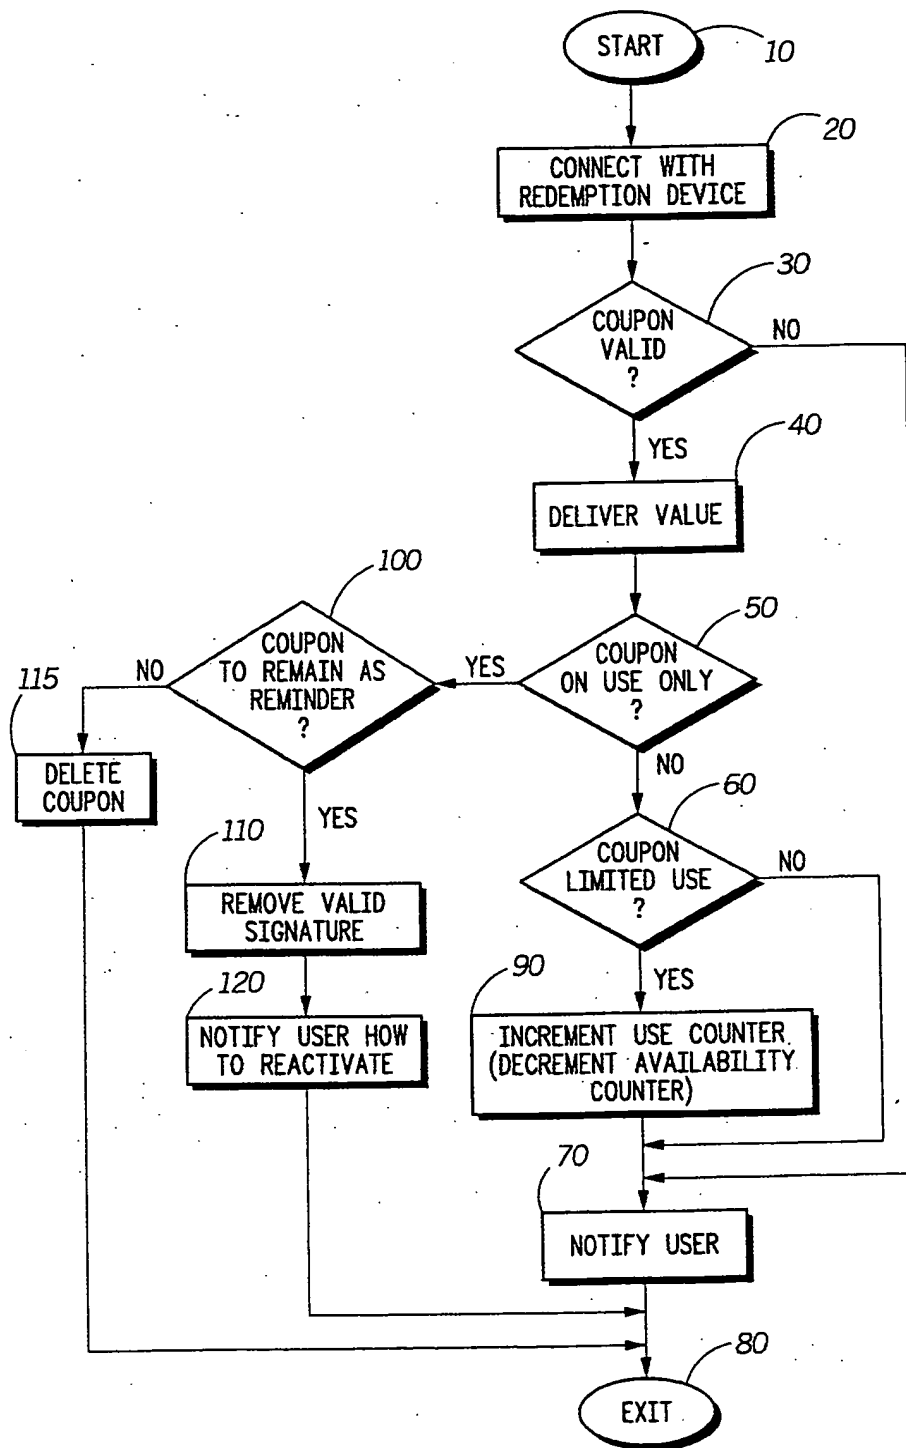 START
10
20
CONNECT WITH
REDEMPTION DEVICE
30
COUPON
VALID
?
NO
YES
40
DELIVER VALUE
100
50
COUPON
TO REMAIN AS
REMINDER
?
NO
YES
COUPON
ON USE ONLY
?
115
DELETE
COUPON
NO
YES
60
110
COUPON
LIMITED USE
?
NO
REMOVE VALID
SIGNATURE
YES
90
120
NOTIFY USER HOW
TO REACTIVATE
INCREMENT USE COUNTER
(DECREMENT AVAILABILITY
COUNTER)
70
NOTIFY USER
80
EXIT